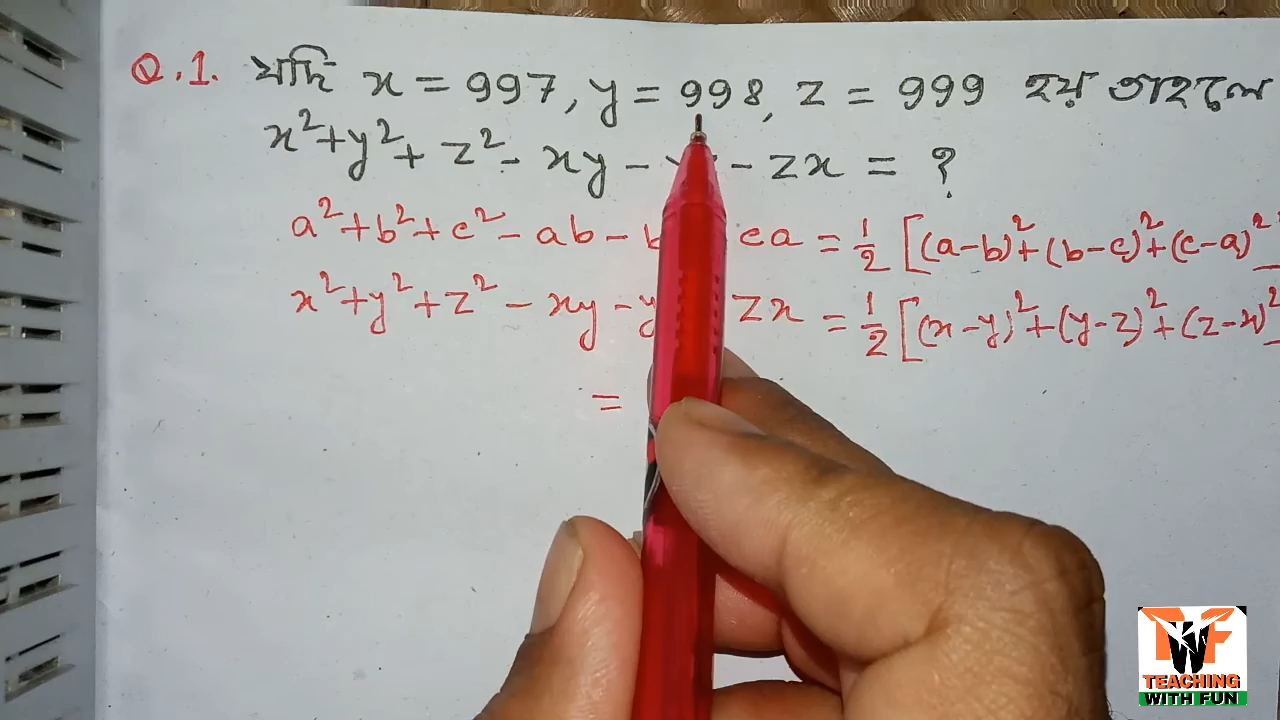 Q.1. যদি x = 997, y = 998, z = 999 হয় তাহলে
x² + y² + z² - xy - - zx = ?
a² + b² + c² - ab - b ca = 1/2 [(a-b)² + (b-c)² + (c-a)²
x² + y² + z² - xy - y zx = 1/2 [(x-y)² + (y-z)² + (z-x)²
=
TWF
TEACHING
WITH FUN